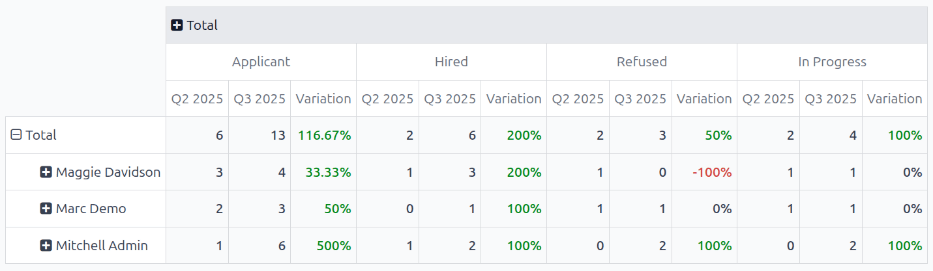 Total
Applicant Hired Refused In Progress
Q2 2025 Q3 2025 Variation Q2 2025 Q3 2025 Variation Q2 2025 Q3 2025 Variation Q2 2025 Q3 2025 Variation
Total 6 13 116.67% 2 6 200% 2 3 50% 2 4 100%
Maggie Davidson 3 4 33.33% 1 3 200% 1 0 -100% 1 1 0%
Marc Demo 2 3 50% 0 1 100% 1 1 0% 1 1 0%
Mitchell Admin 1 6 500% 1 2 100% 0 2 100% 0 2 100%